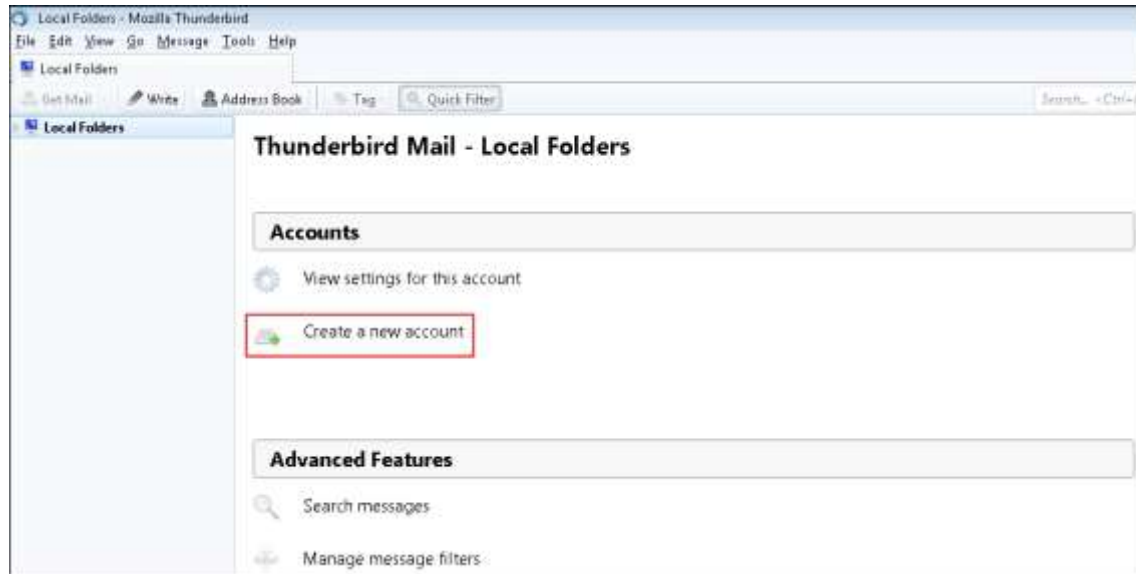 Local Folders - Mozilla Thunderbird
File Edit View Go Message Tools Help
Local Folders
Get Mail Write Address Book Tag Quick Filter Search... <Ctrl+
Local Folders
Thunderbird Mail - Local Folders
Accounts
View settings for this account
Create a new account
Advanced Features
Search messages
Manage message filters